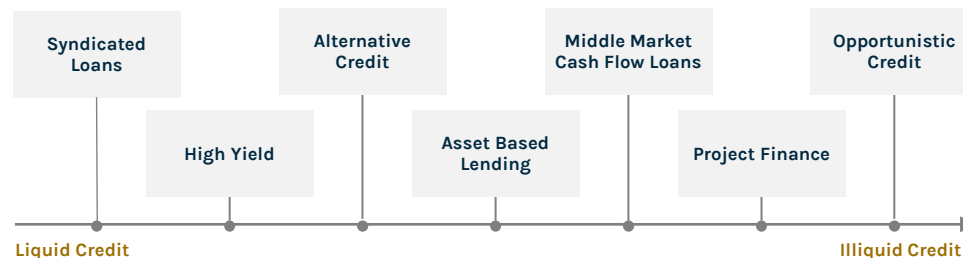 Syndicated
Loans
Alternative
Credit
Middle Market
Cash Flow Loans
Opportunistic
Credit
High Yield
Asset Based
Lending
Project Finance
Liquid Credit
Illiquid Credit